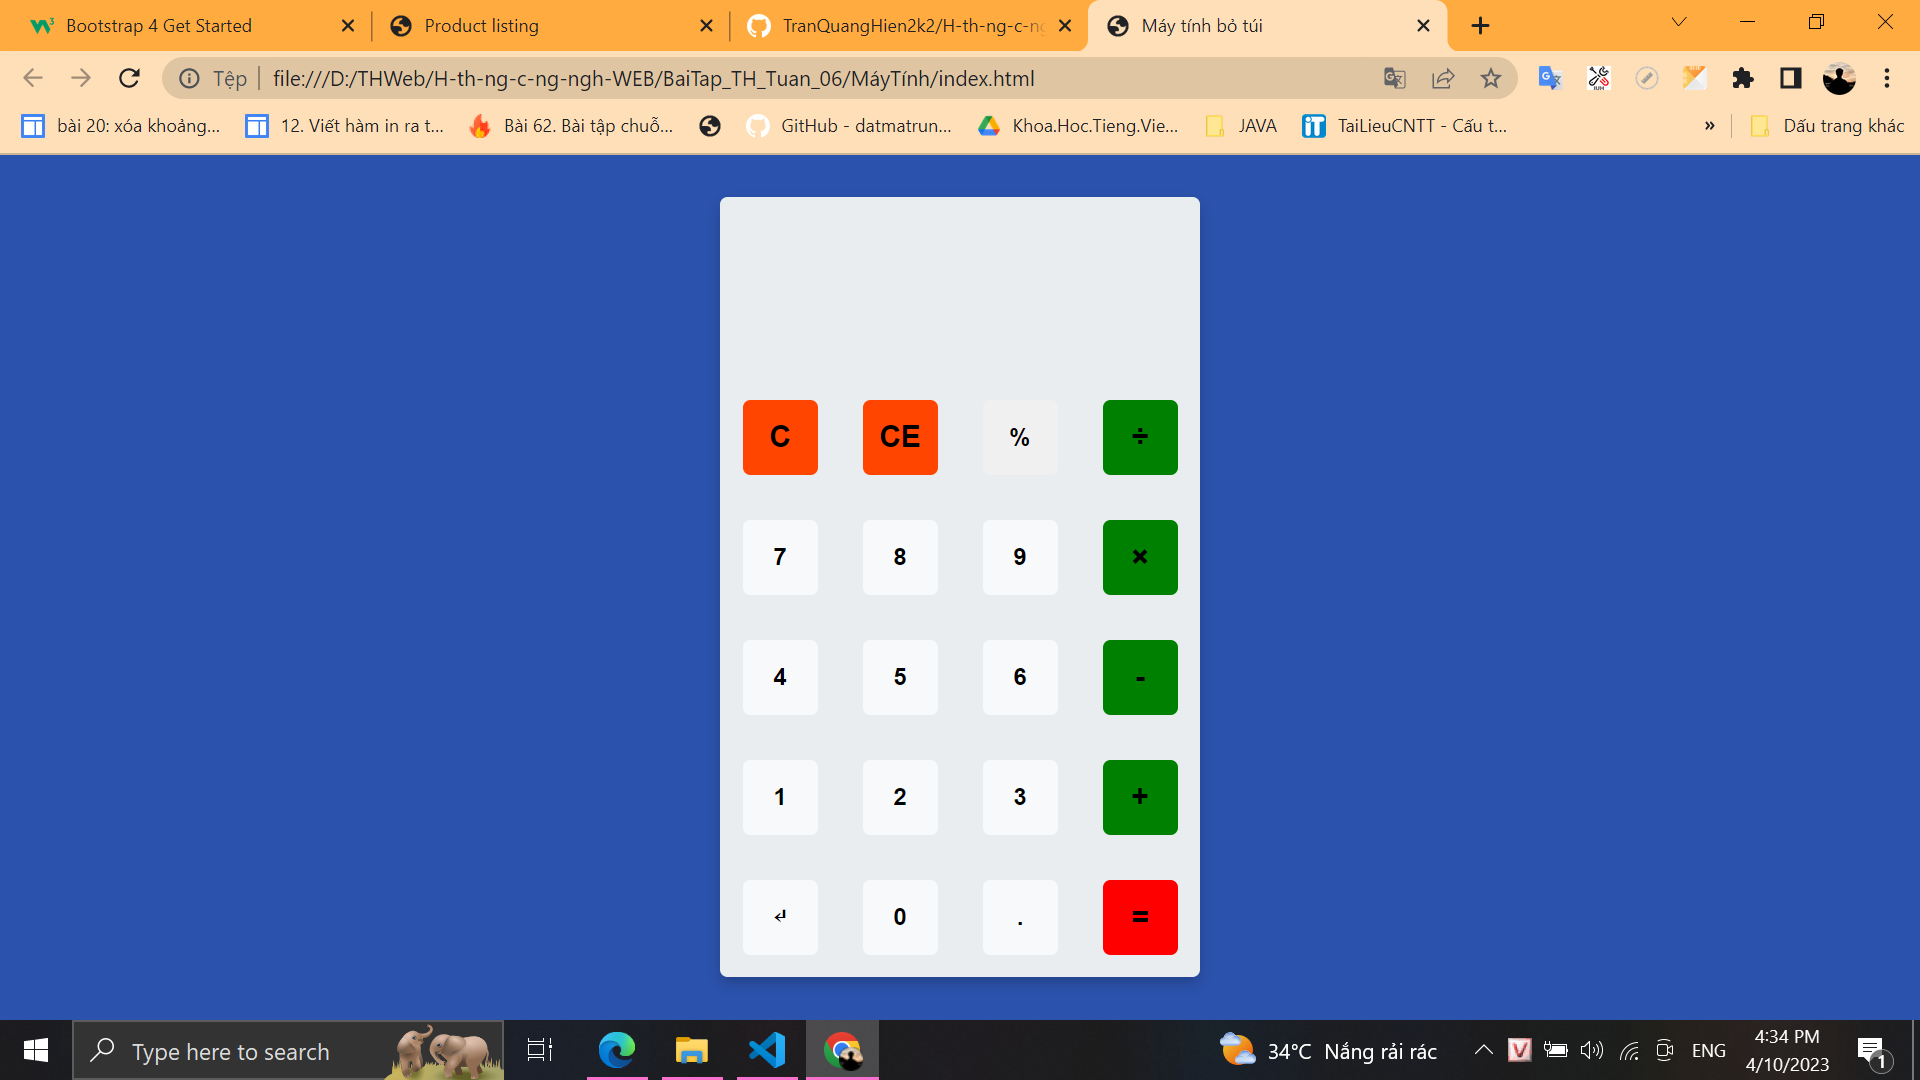 Bootstrap 4 Get Started
Product listing
TranQuangHien2k2/H-th-ng-c-ng
Máy tính bỏ túi
Tệp
file:///D:/THWeb/H-th-ng-c-ng-ngh-WEB/BaiTap_TH_Tuan_06/MáyTính/index.html
bài 20: xóa khoảng...
12. Viết hàm in ra t...
Bài 62. Bài tập chuỗ...
GitHub - datmatrun...
Khoa.Hoc.Tieng.Vie...
JAVA
iT
TaiLieuCNTT - Cấu t...
»
Dấu trang khác
C CE % ÷
7 8 9 ×
4 5 6 -
1 2 3 +
↵ 0 . =
Type here to search
34°C Nắng rải rác
V
ENG
4:34 PM
4/10/2023
1